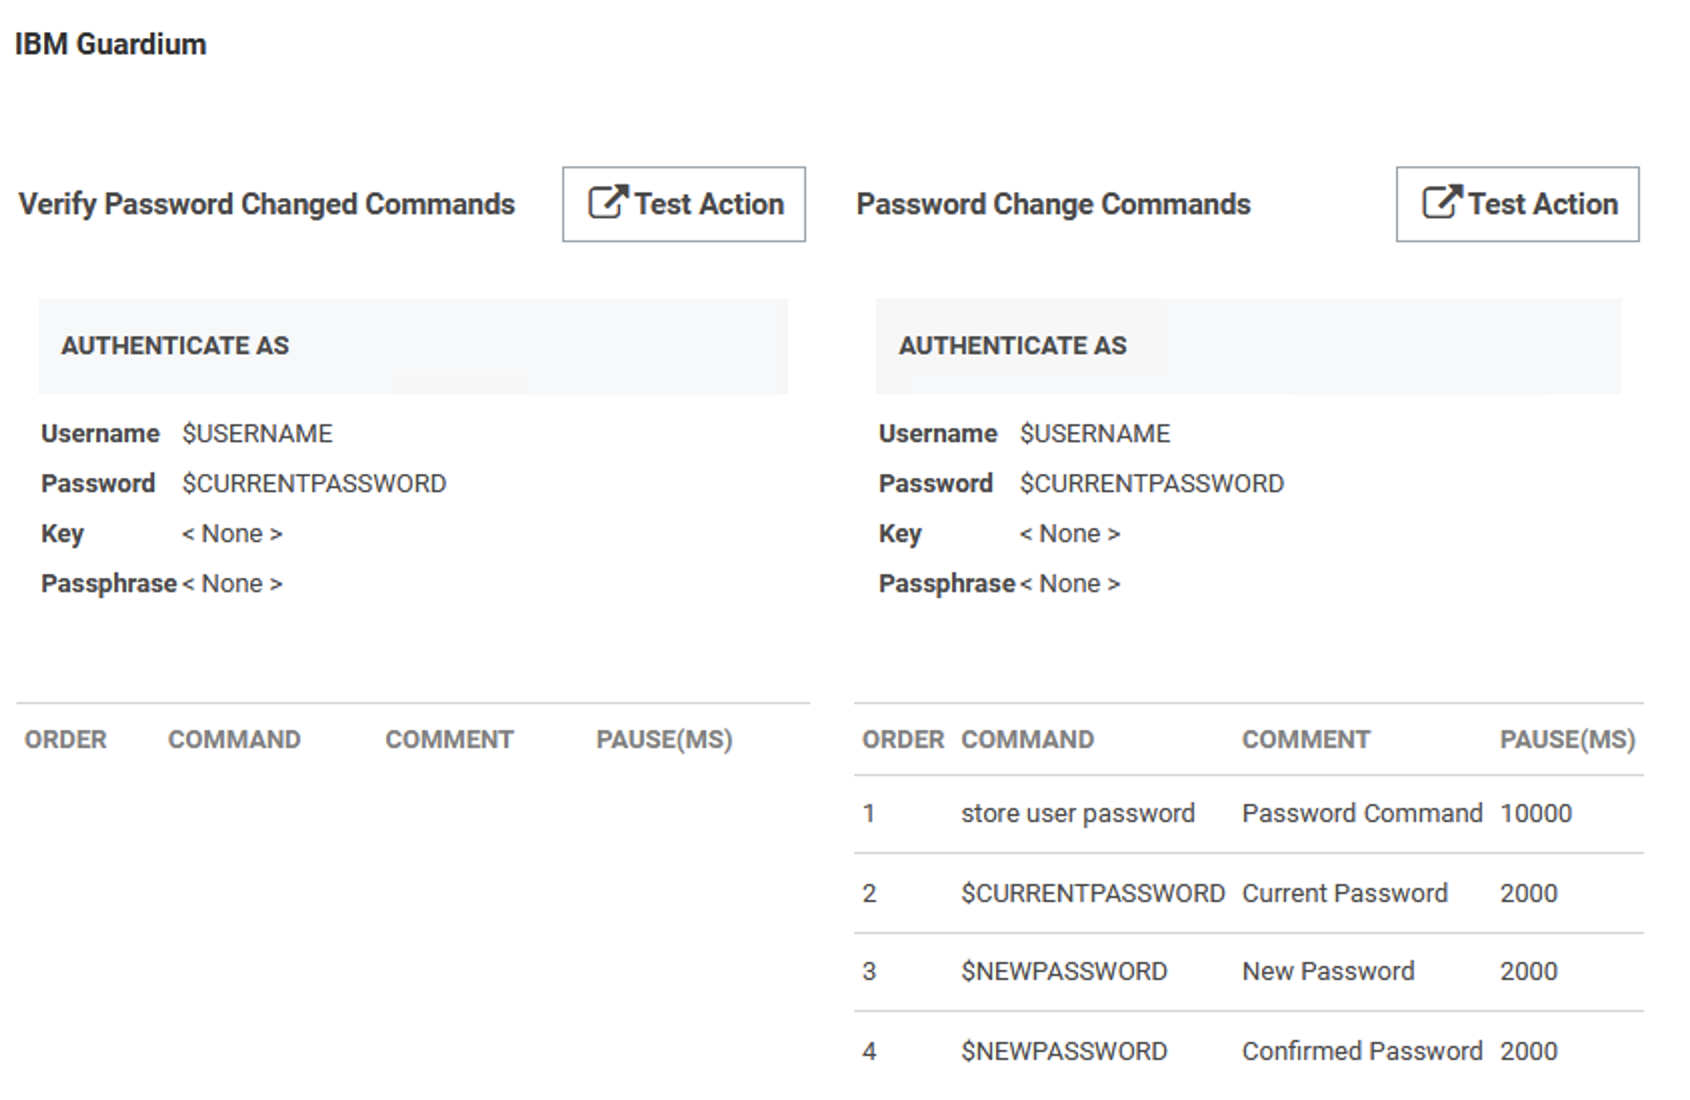 IBM Guardium
Verify Password Changed Commands
Test Action
AUTHENTICATE AS
Username $USERNAME
Password $CURRENTPASSWORD
Key < None >
Passphrase < None >
ORDER COMMAND COMMENT PAUSE(MS)
Password Change Commands
Test Action
AUTHENTICATE AS
Username $USERNAME
Password $CURRENTPASSWORD
Key < None >
Passphrase < None >
ORDER COMMAND COMMENT PAUSE(MS)
1 store user password Password Command 10000
2 $CURRENTPASSWORD Current Password 2000
3 $NEWPASSWORD New Password 2000
4 $NEWPASSWORD Confirmed Password 2000